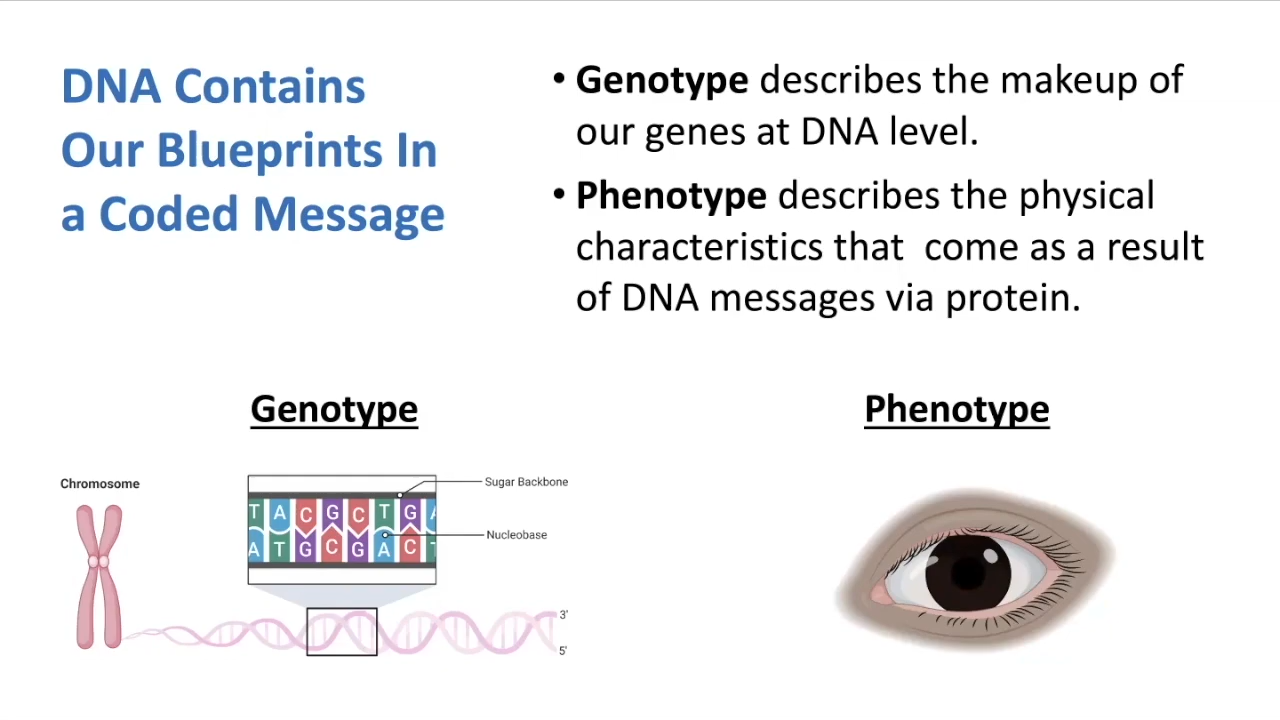 DNA Contains
Our Blueprints In
a Coded Message
• Genotype describes the makeup of
our genes at DNA level.
• Phenotype describes the physical
characteristics that  come as a result
of DNA messages via protein.
Genotype
Phenotype
Chromosome
Sugar Backbone
T A C G C T G A
Nucleobase
A T G C G A C T
3'
5'